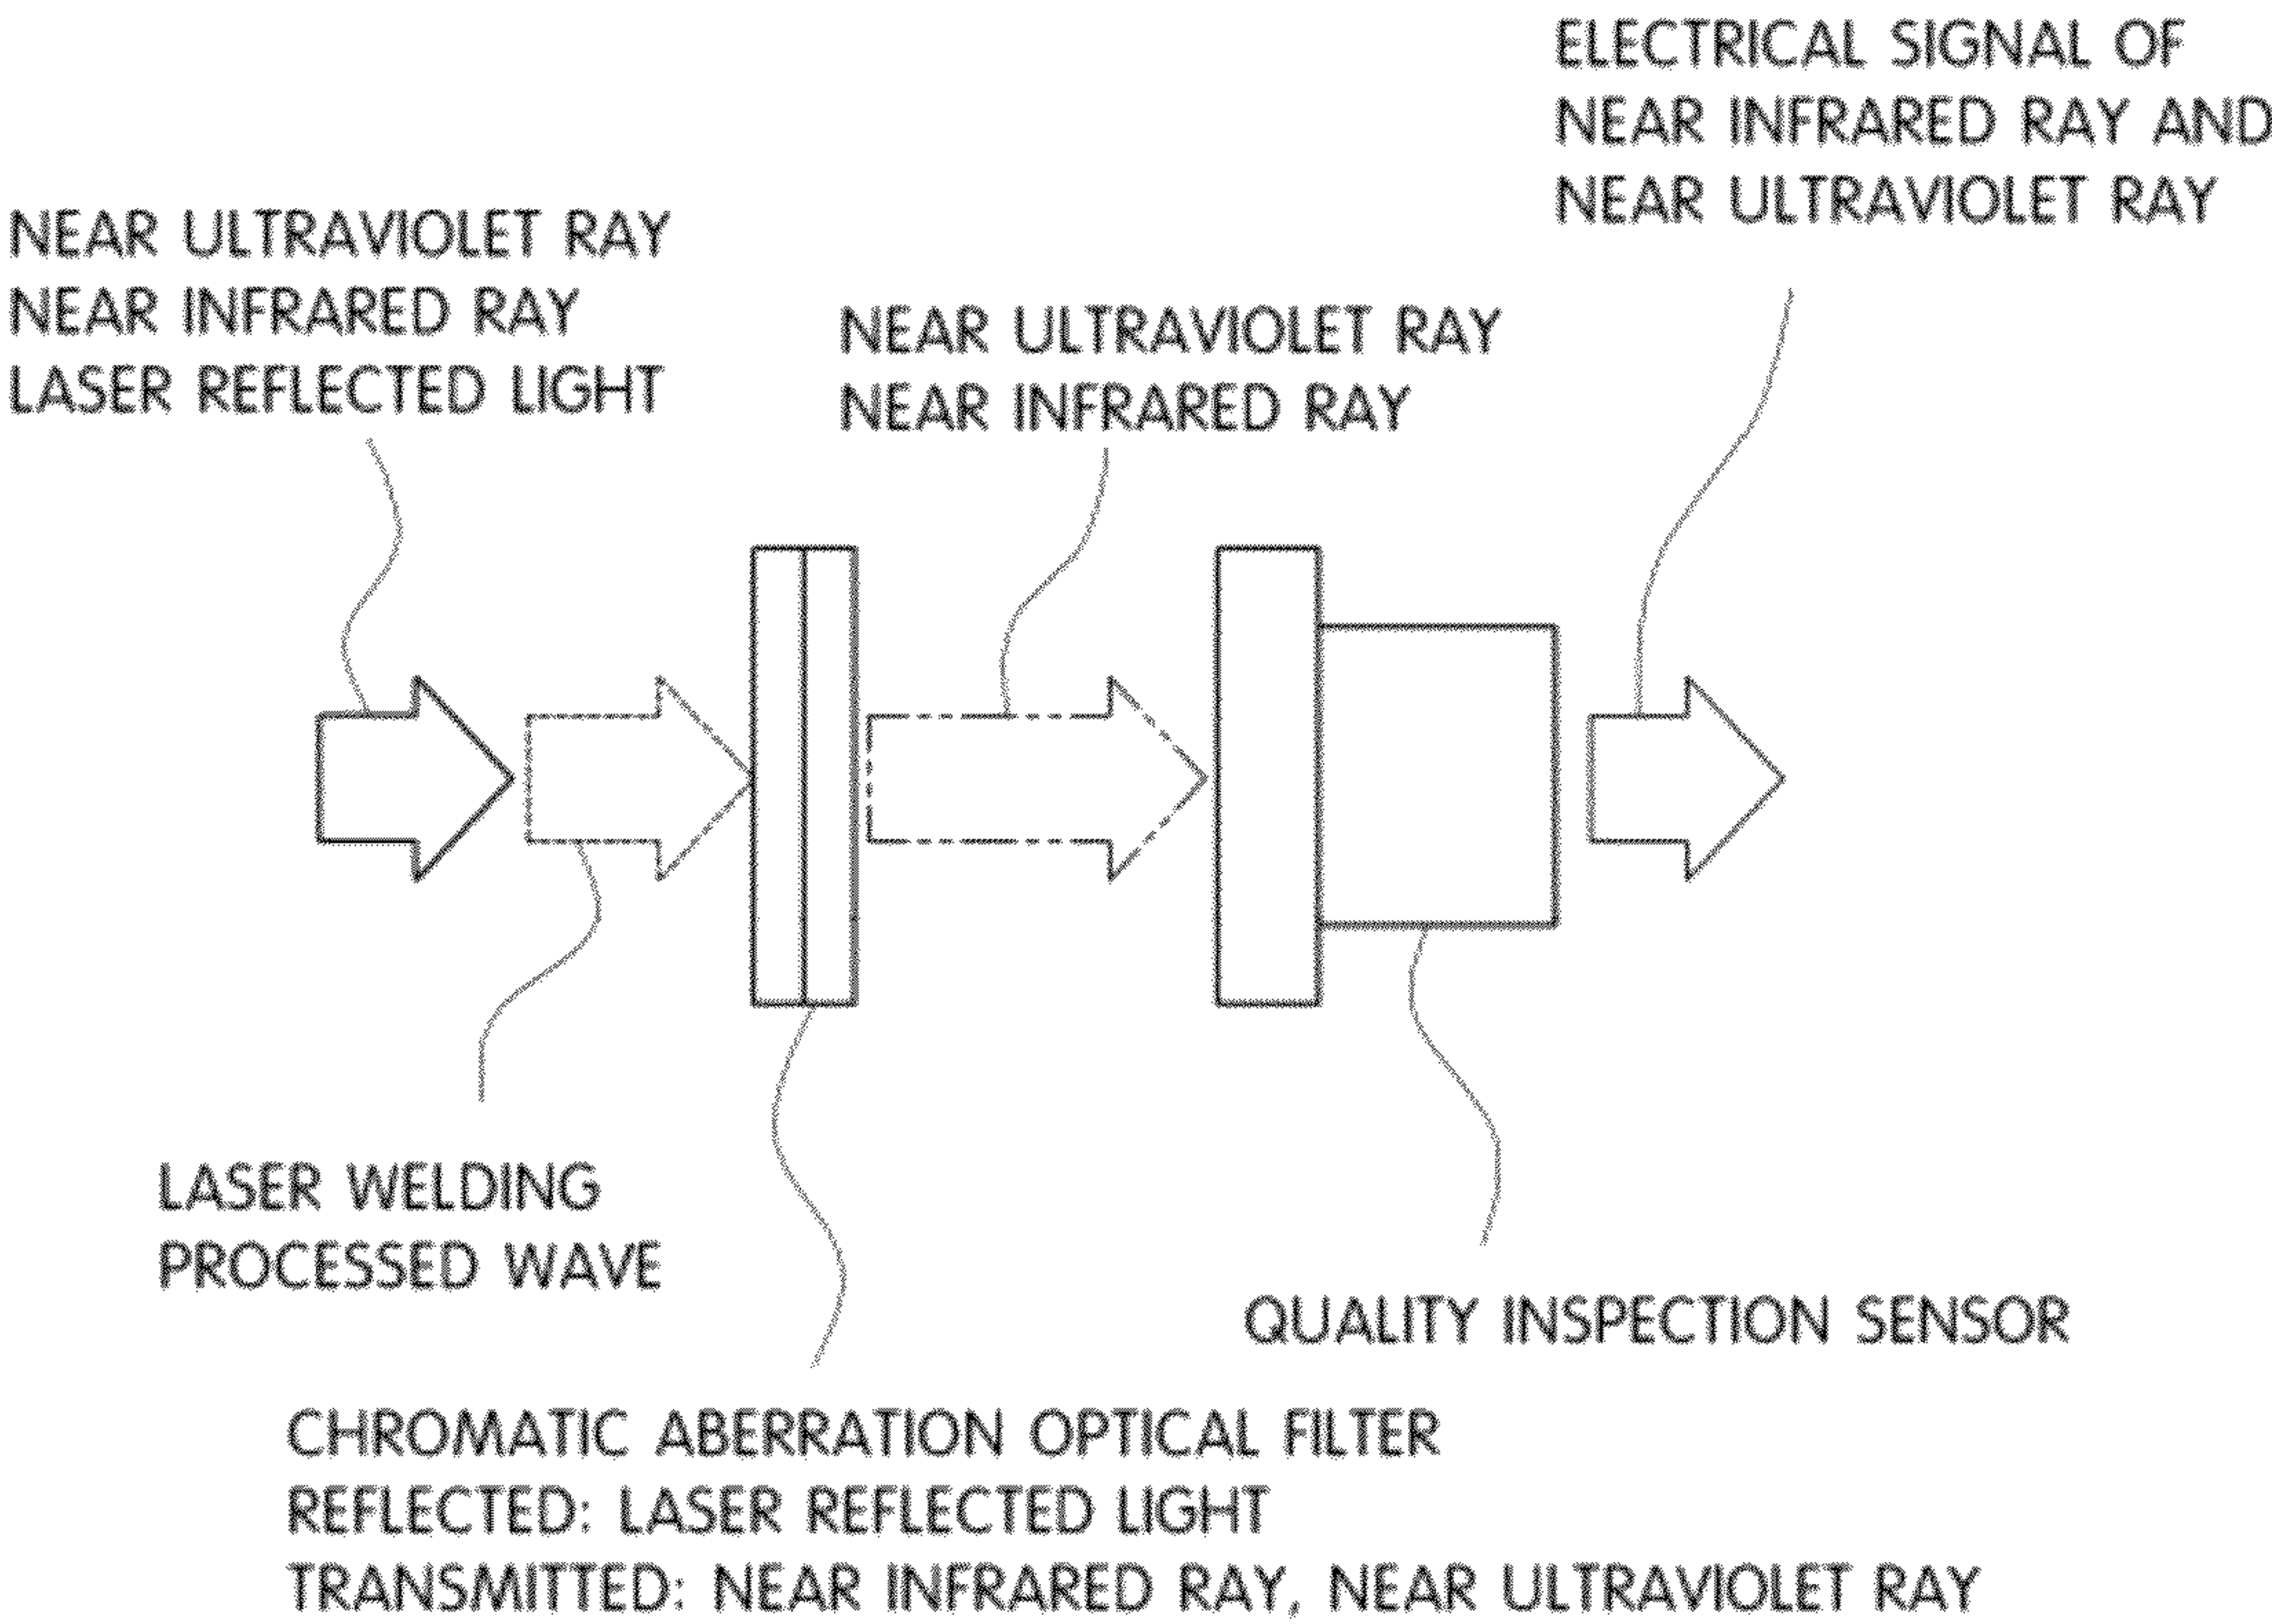 ELECTRICAL SIGNAL OF
NEAR INFRARED RAY AND
NEAR ULTRAVIOLET RAY
NEAR ULTRAVIOLET RAY
NEAR INFRARED RAY
LASER REFLECTED LIGHT
NEAR ULTRAVIOLET RAY
NEAR INFRARED RAY
LASER WELDING
PROCESSED WAVE
QUALITY INSPECTION SENSOR
CHROMATIC ABERRATION OPTICAL FILTER
REFLECTED: LASER REFLECTED LIGHT
TRANSMITTED: NEAR INFRARED RAY, NEAR ULTRAVIOLET RAY